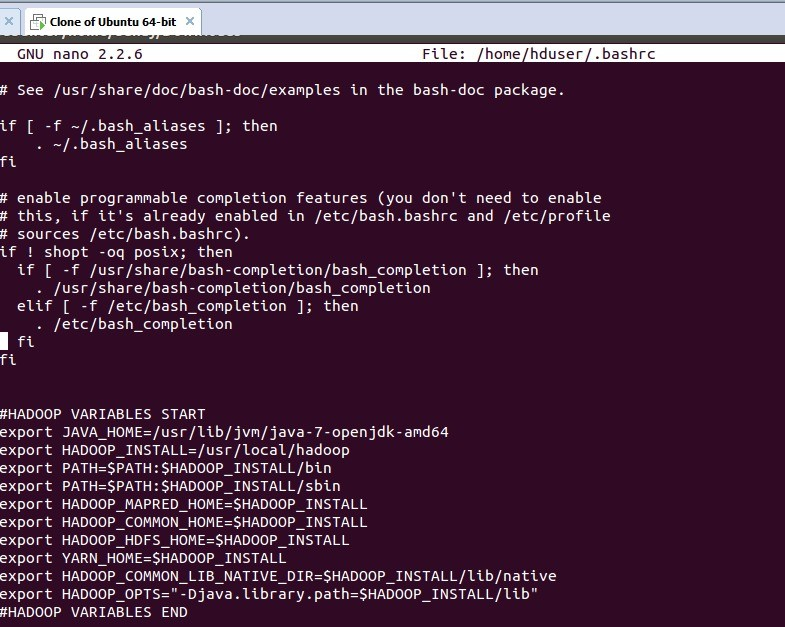 Clone of Ubuntu 64-bit
GNU nano 2.2.6 File: /home/hduser/.bashrc
# See /usr/share/doc/bash-doc/examples in the bash-doc package.
if [ -f ~/.bash_aliases ]; then
    . ~/.bash_aliases
fi
# enable programmable completion features (you don't need to enable
# this, if it's already enabled in /etc/bash.bashrc and /etc/profile
# sources /etc/bash.bashrc).
if ! shopt -oq posix; then
  if [ -f /usr/share/bash-completion/bash_completion ]; then
    . /usr/share/bash-completion/bash_completion
  elif [ -f /etc/bash_completion ]; then
    . /etc/bash_completion
  fi
fi
#HADOOP VARIABLES START
export JAVA_HOME=/usr/lib/jvm/java-7-openjdk-amd64
export HADOOP_INSTALL=/usr/local/hadoop
export PATH=$PATH:$HADOOP_INSTALL/bin
export PATH=$PATH:$HADOOP_INSTALL/sbin
export HADOOP_MAPRED_HOME=$HADOOP_INSTALL
export HADOOP_COMMON_HOME=$HADOOP_INSTALL
export HADOOP_HDFS_HOME=$HADOOP_INSTALL
export YARN_HOME=$HADOOP_INSTALL
export HADOOP_COMMON_LIB_NATIVE_DIR=$HADOOP_INSTALL/lib/native
export HADOOP_OPTS="-Djava.library.path=$HADOOP_INSTALL/lib"
#HADOOP VARIABLES END